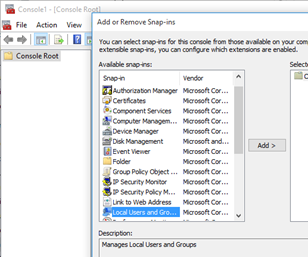 Console1 - [Console Root]
File Action View
Console Root
Add or Remove Snap-ins
You can select snap-ins for this console from those available on your com
extensible snap-ins, you can configure which extensions are enabled.
Available snap-ins:
Selecte
Snap-in Vendor
Authorization Manager Microsoft Cor...
Certificates Microsoft Cor...
Component Services Microsoft Cor...
Computer Managem... Microsoft Cor...
Device Manager Microsoft Cor...
Disk Management Microsoft and...
Event Viewer Microsoft Cor...
Folder Microsoft Cor...
Group Policy Object ... Microsoft Cor...
IP Security Monitor Microsoft Cor...
IP Security Policy M... Microsoft Cor...
Link to Web Address Microsoft Cor...
Local Users and Gro... Microsoft Cor...
Add >
Description:
Manages Local Users and Groups